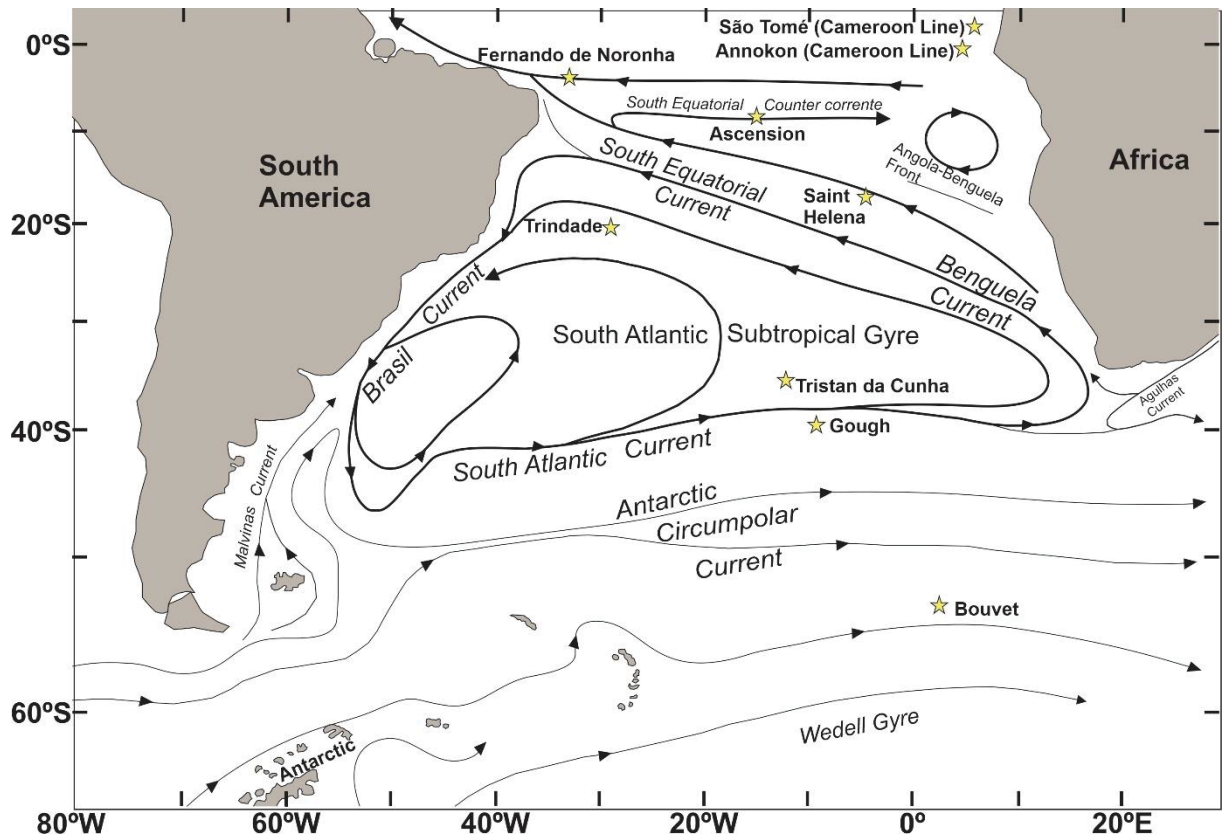 São Tomé (Cameroon Line)
0ºS
Annokon (Cameroon Line)
Fernando de Noronha
South Equatorial Counter corrente
Ascension
South
America
Africa
Angola-Benguela
Front
South Equatorial
Current
Saint
Helena
20ºS
Trindade
Benguela
Current
Current
Brasil
South Atlantic Subtropical Gyre
Tristan da Cunha
Agulhas
Current
Gough
40ºS
South Atlantic Current
Malvinas Current
Antarctic
Circumpolar
Current
Bouvet
60ºS
Wedell Gyre
Antarctic
80ºW 60ºW 40ºW 20ºW 0º 20ºE